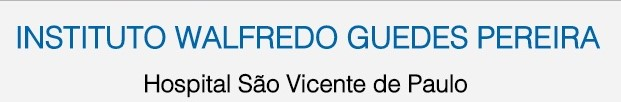 INSTITUTO WALFREDO GUEDES PEREIRA
Hospital São Vicente de Paulo